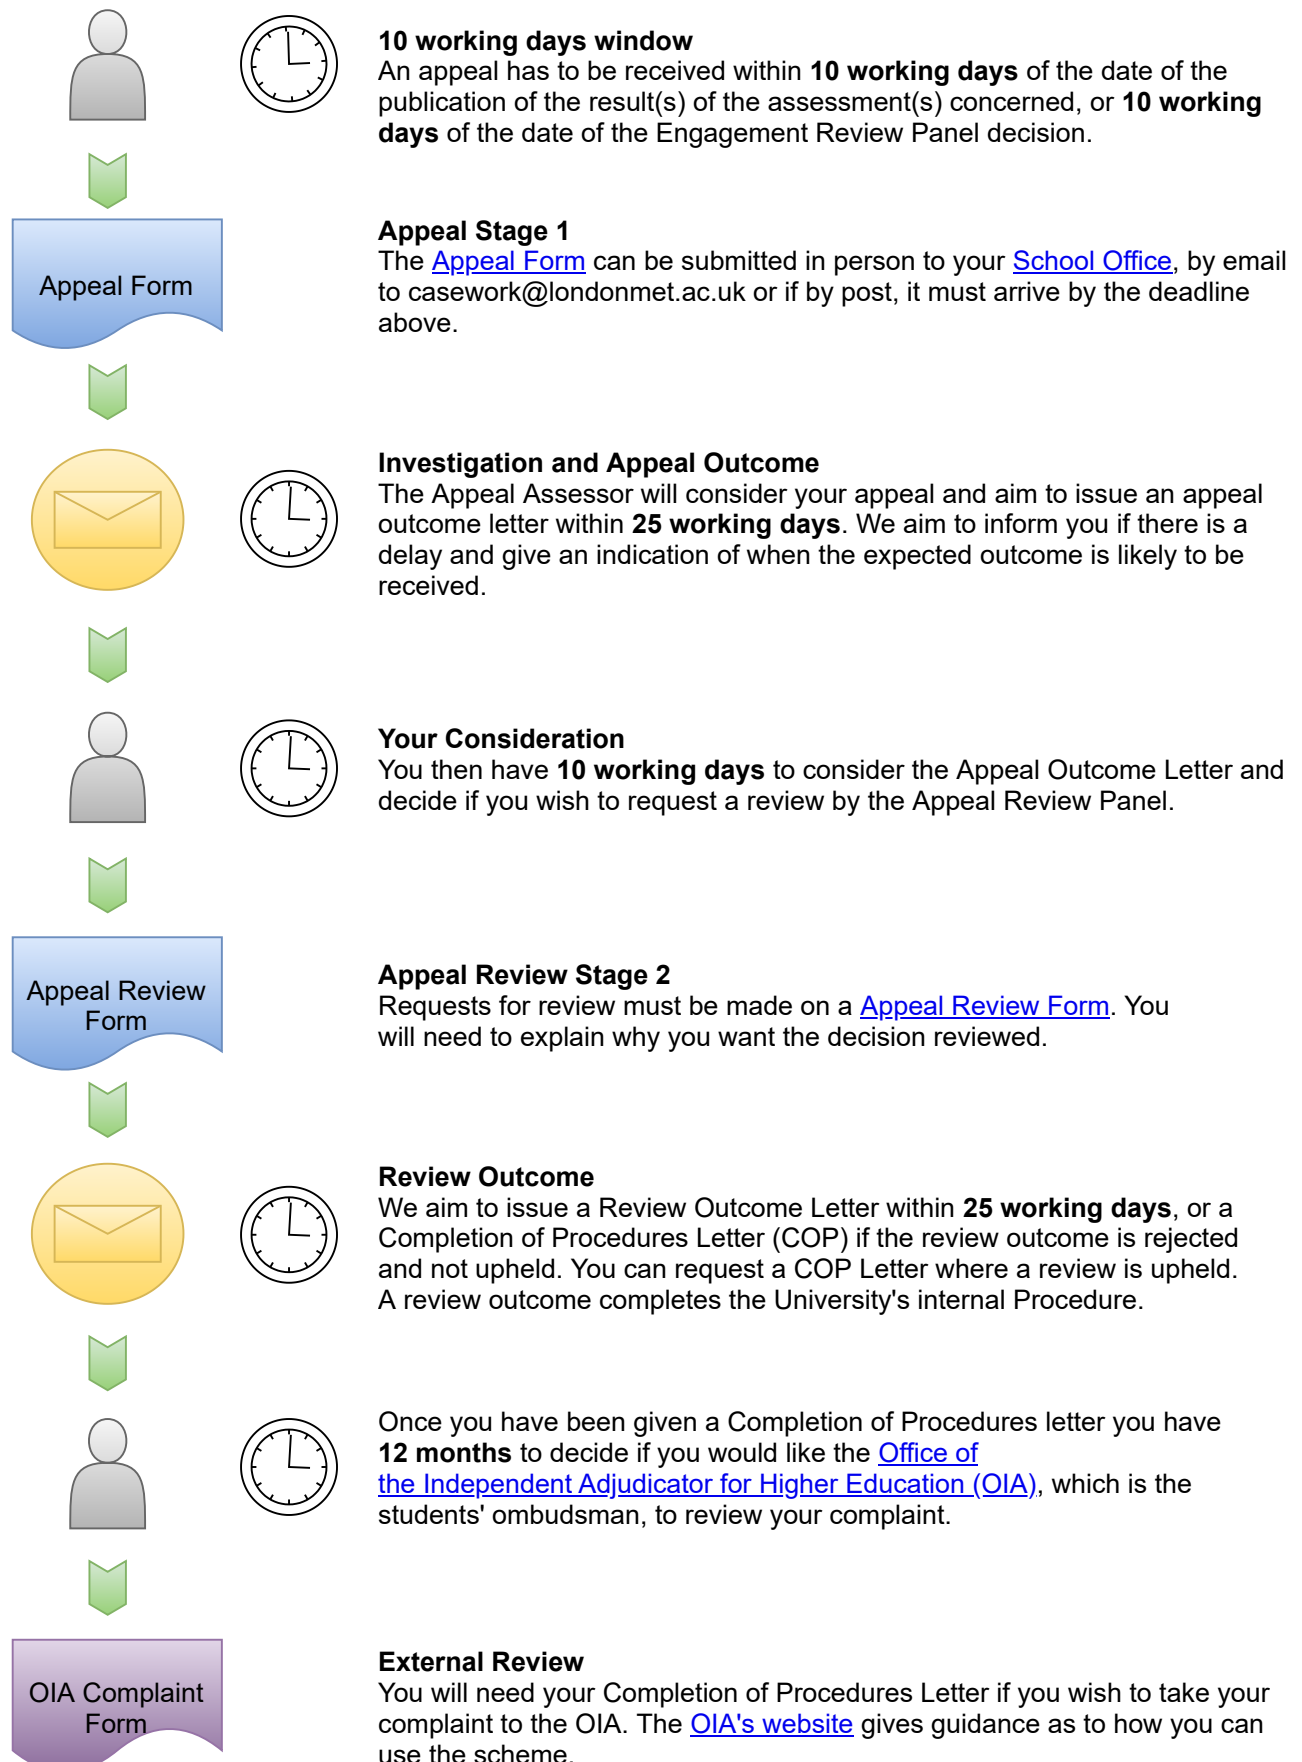 10 working days window
An appeal has to be received within 10 working days of the date of the
publication of the result(s) of the assessment(s) concerned, or 10 working
days of the date of the Engagement Review Panel decision.
Appeal Form
Appeal Stage 1
The Appeal Form can be submitted in person to your School Office, by email
to casework@londonmet.ac.uk or if by post, it must arrive by the deadline
above.
Investigation and Appeal Outcome
The Appeal Assessor will consider your appeal and aim to issue an appeal
outcome letter within 25 working days. We aim to inform you if there is a
delay and give an indication of when the expected outcome is likely to be
received.
Your Consideration
You then have 10 working days to consider the Appeal Outcome Letter and
decide if you wish to request a review by the Appeal Review Panel.
Appeal Review
Form
Appeal Review Stage 2
Requests for review must be made on a Appeal Review Form. You
will need to explain why you want the decision reviewed.
Review Outcome
We aim to issue a Review Outcome Letter within 25 working days, or a
Completion of Procedures Letter (COP) if the review outcome is rejected
and not upheld. You can request a COP Letter where a review is upheld.
A review outcome completes the University's internal Procedure.
Once you have been given a Completion of Procedures letter you have
12 months to decide if you would like the Office of
the Independent Adjudicator for Higher Education (OIA), which is the
students' ombudsman, to review your complaint.
OIA Complaint
Form
External Review
You will need your Completion of Procedures Letter if you wish to take your
complaint to the OIA. The OIA's website gives guidance as to how you can
use the scheme.